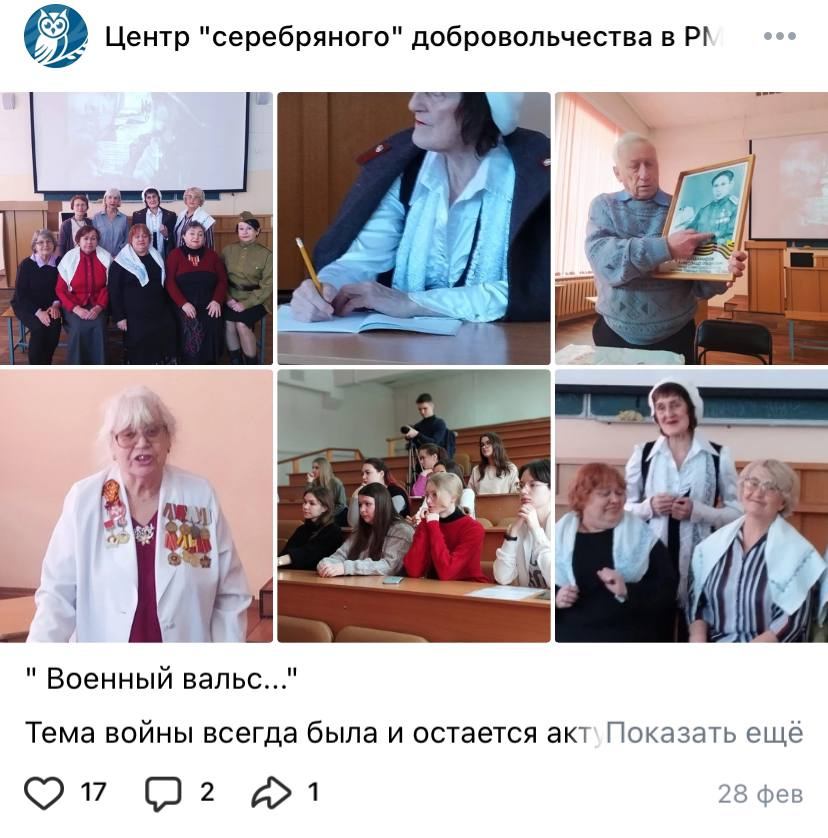 Центр "серебряного" добровольчества в РМ
" Военный вальс..."
Тема войны всегда была и остается акт Показать ещё
17 2 1 28 фев